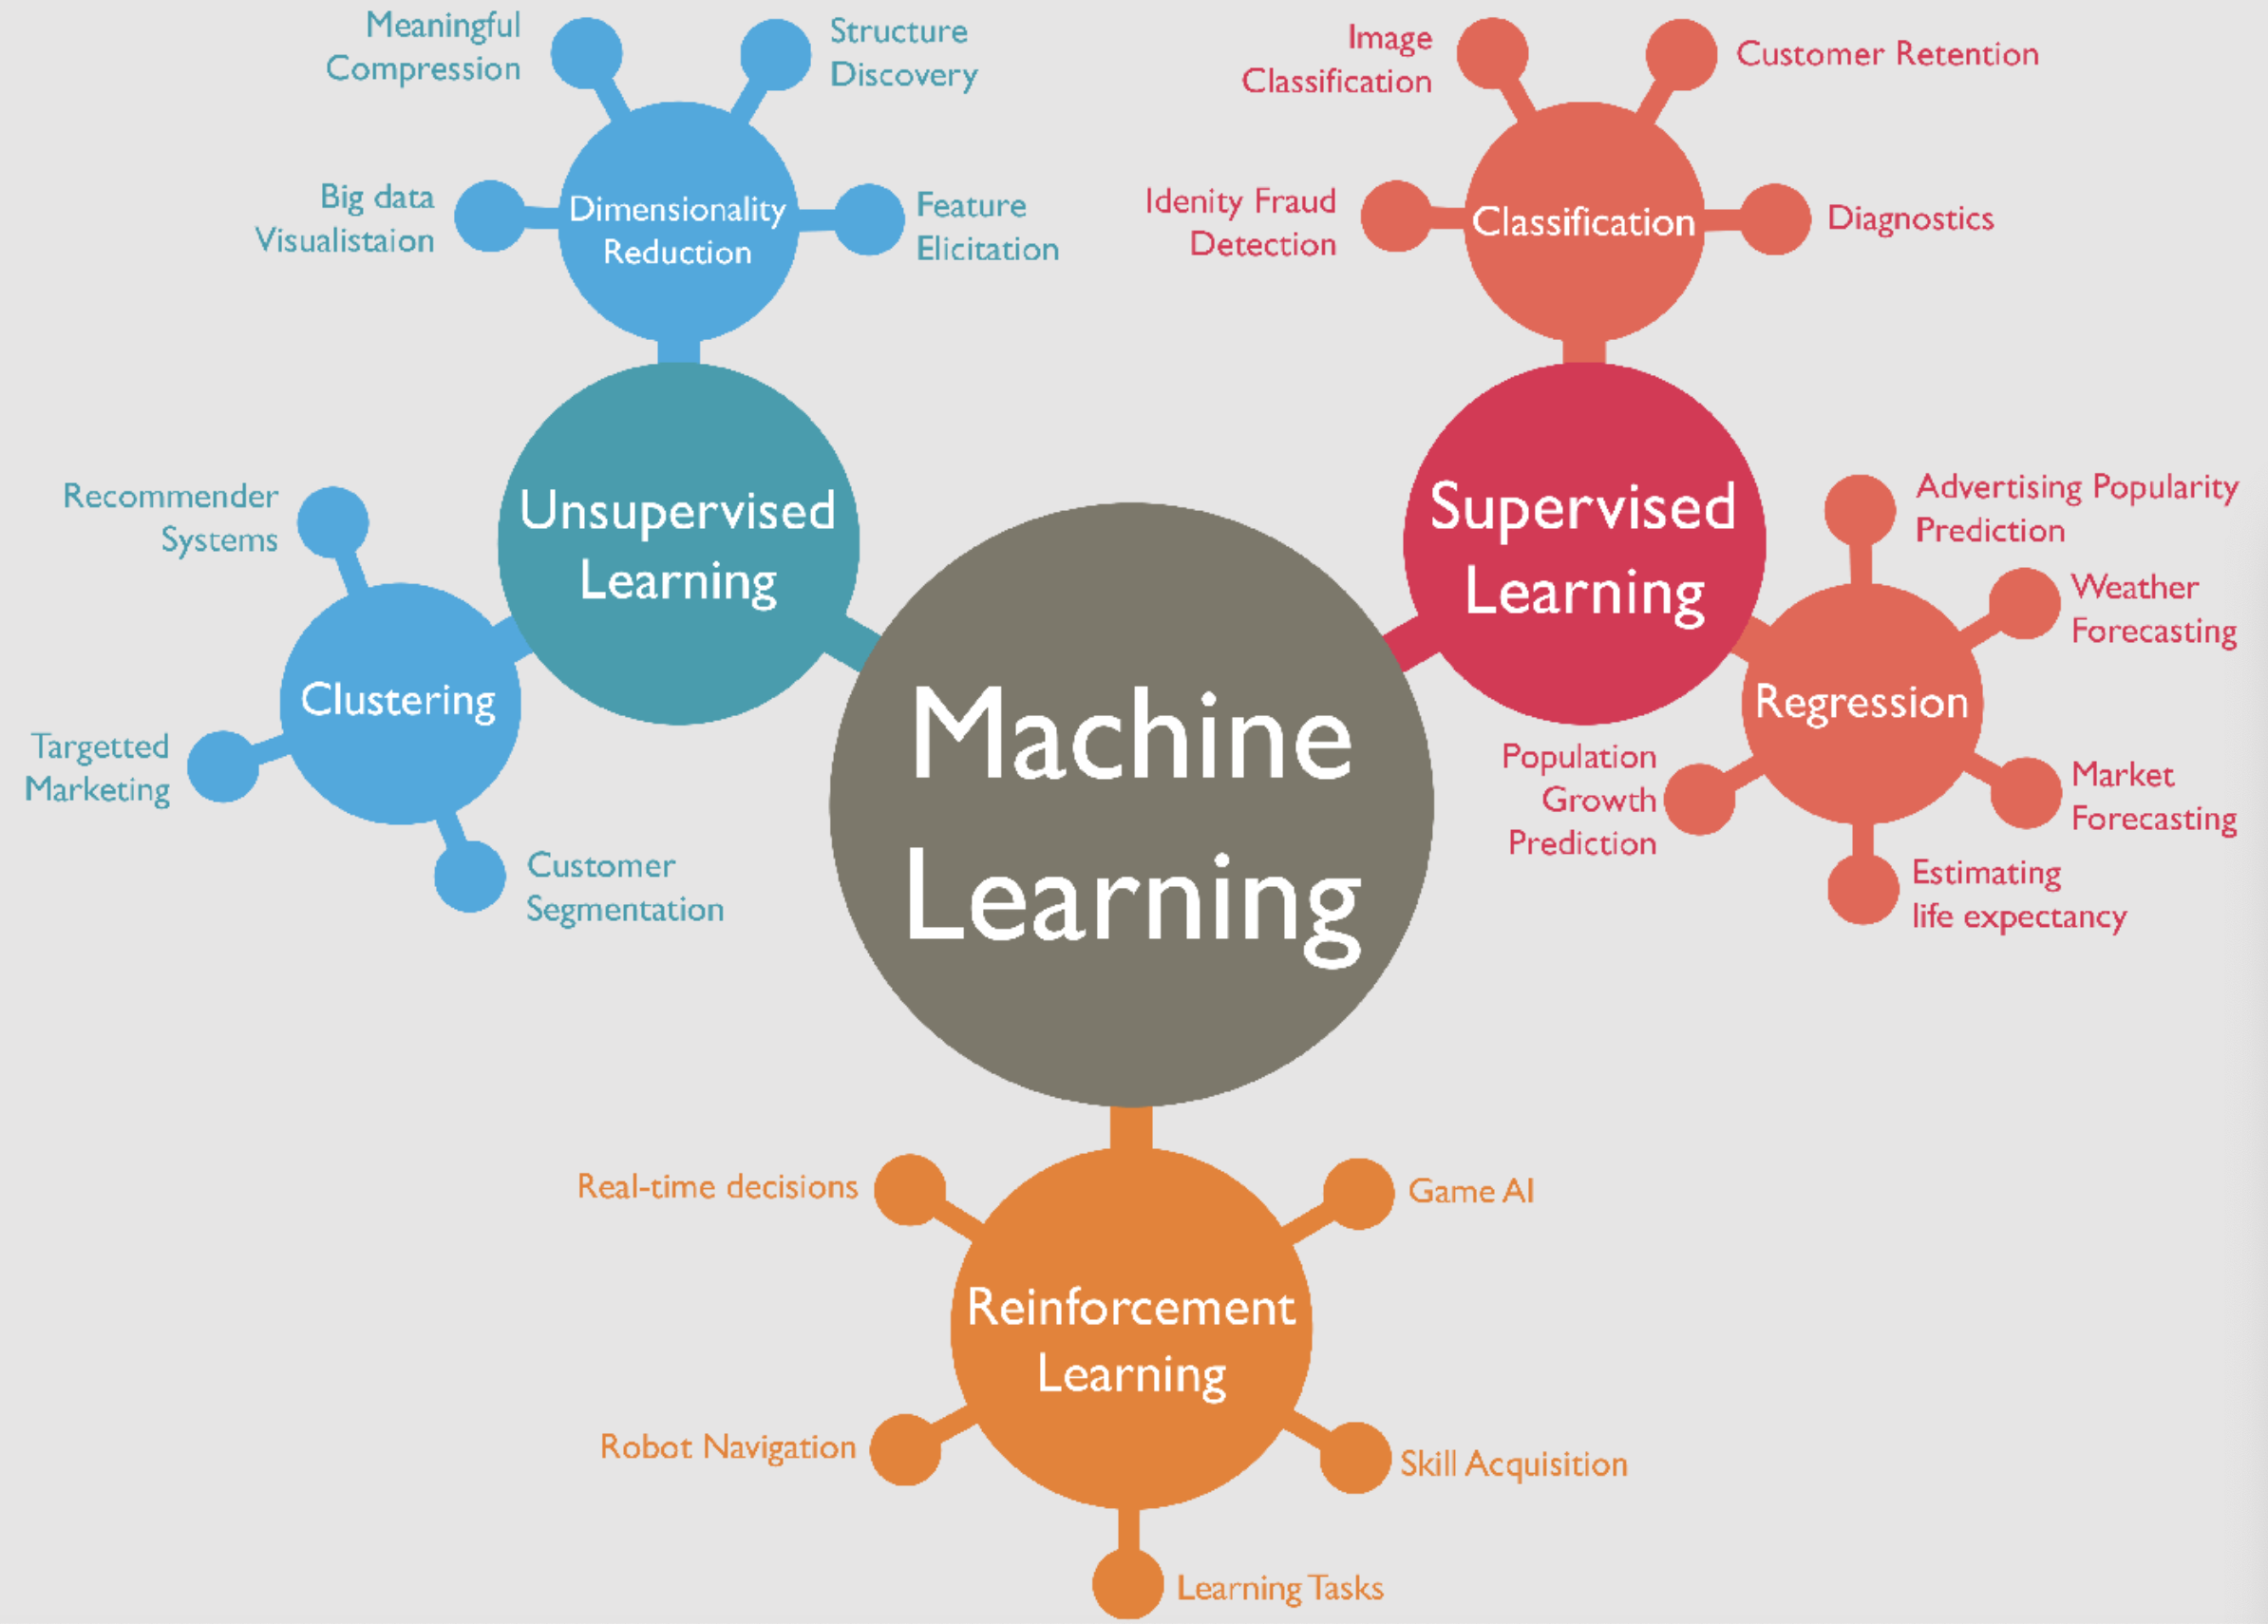 Meaningful
Compression
Structure
Discovery
Big data
Visualistaion
Dimensionality
Reduction
Feature
Elicitation
Image
Classification
Customer Retention
Idenity Fraud
Detection
Classification
Diagnostics
Recommender
Systems
Unsupervised
Learning
Clustering
Targetted
Marketing
Customer
Segmentation
Machine
Learning
Supervised
Learning
Advertising Popularity
Prediction
Weather
Forecasting
Regression
Population
Growth
Prediction
Market
Forecasting
Estimating
life expectancy
Real-time decisions
Game AI
Reinforcement
Learning
Robot Navigation
Skill Acquisition
Learning Tasks